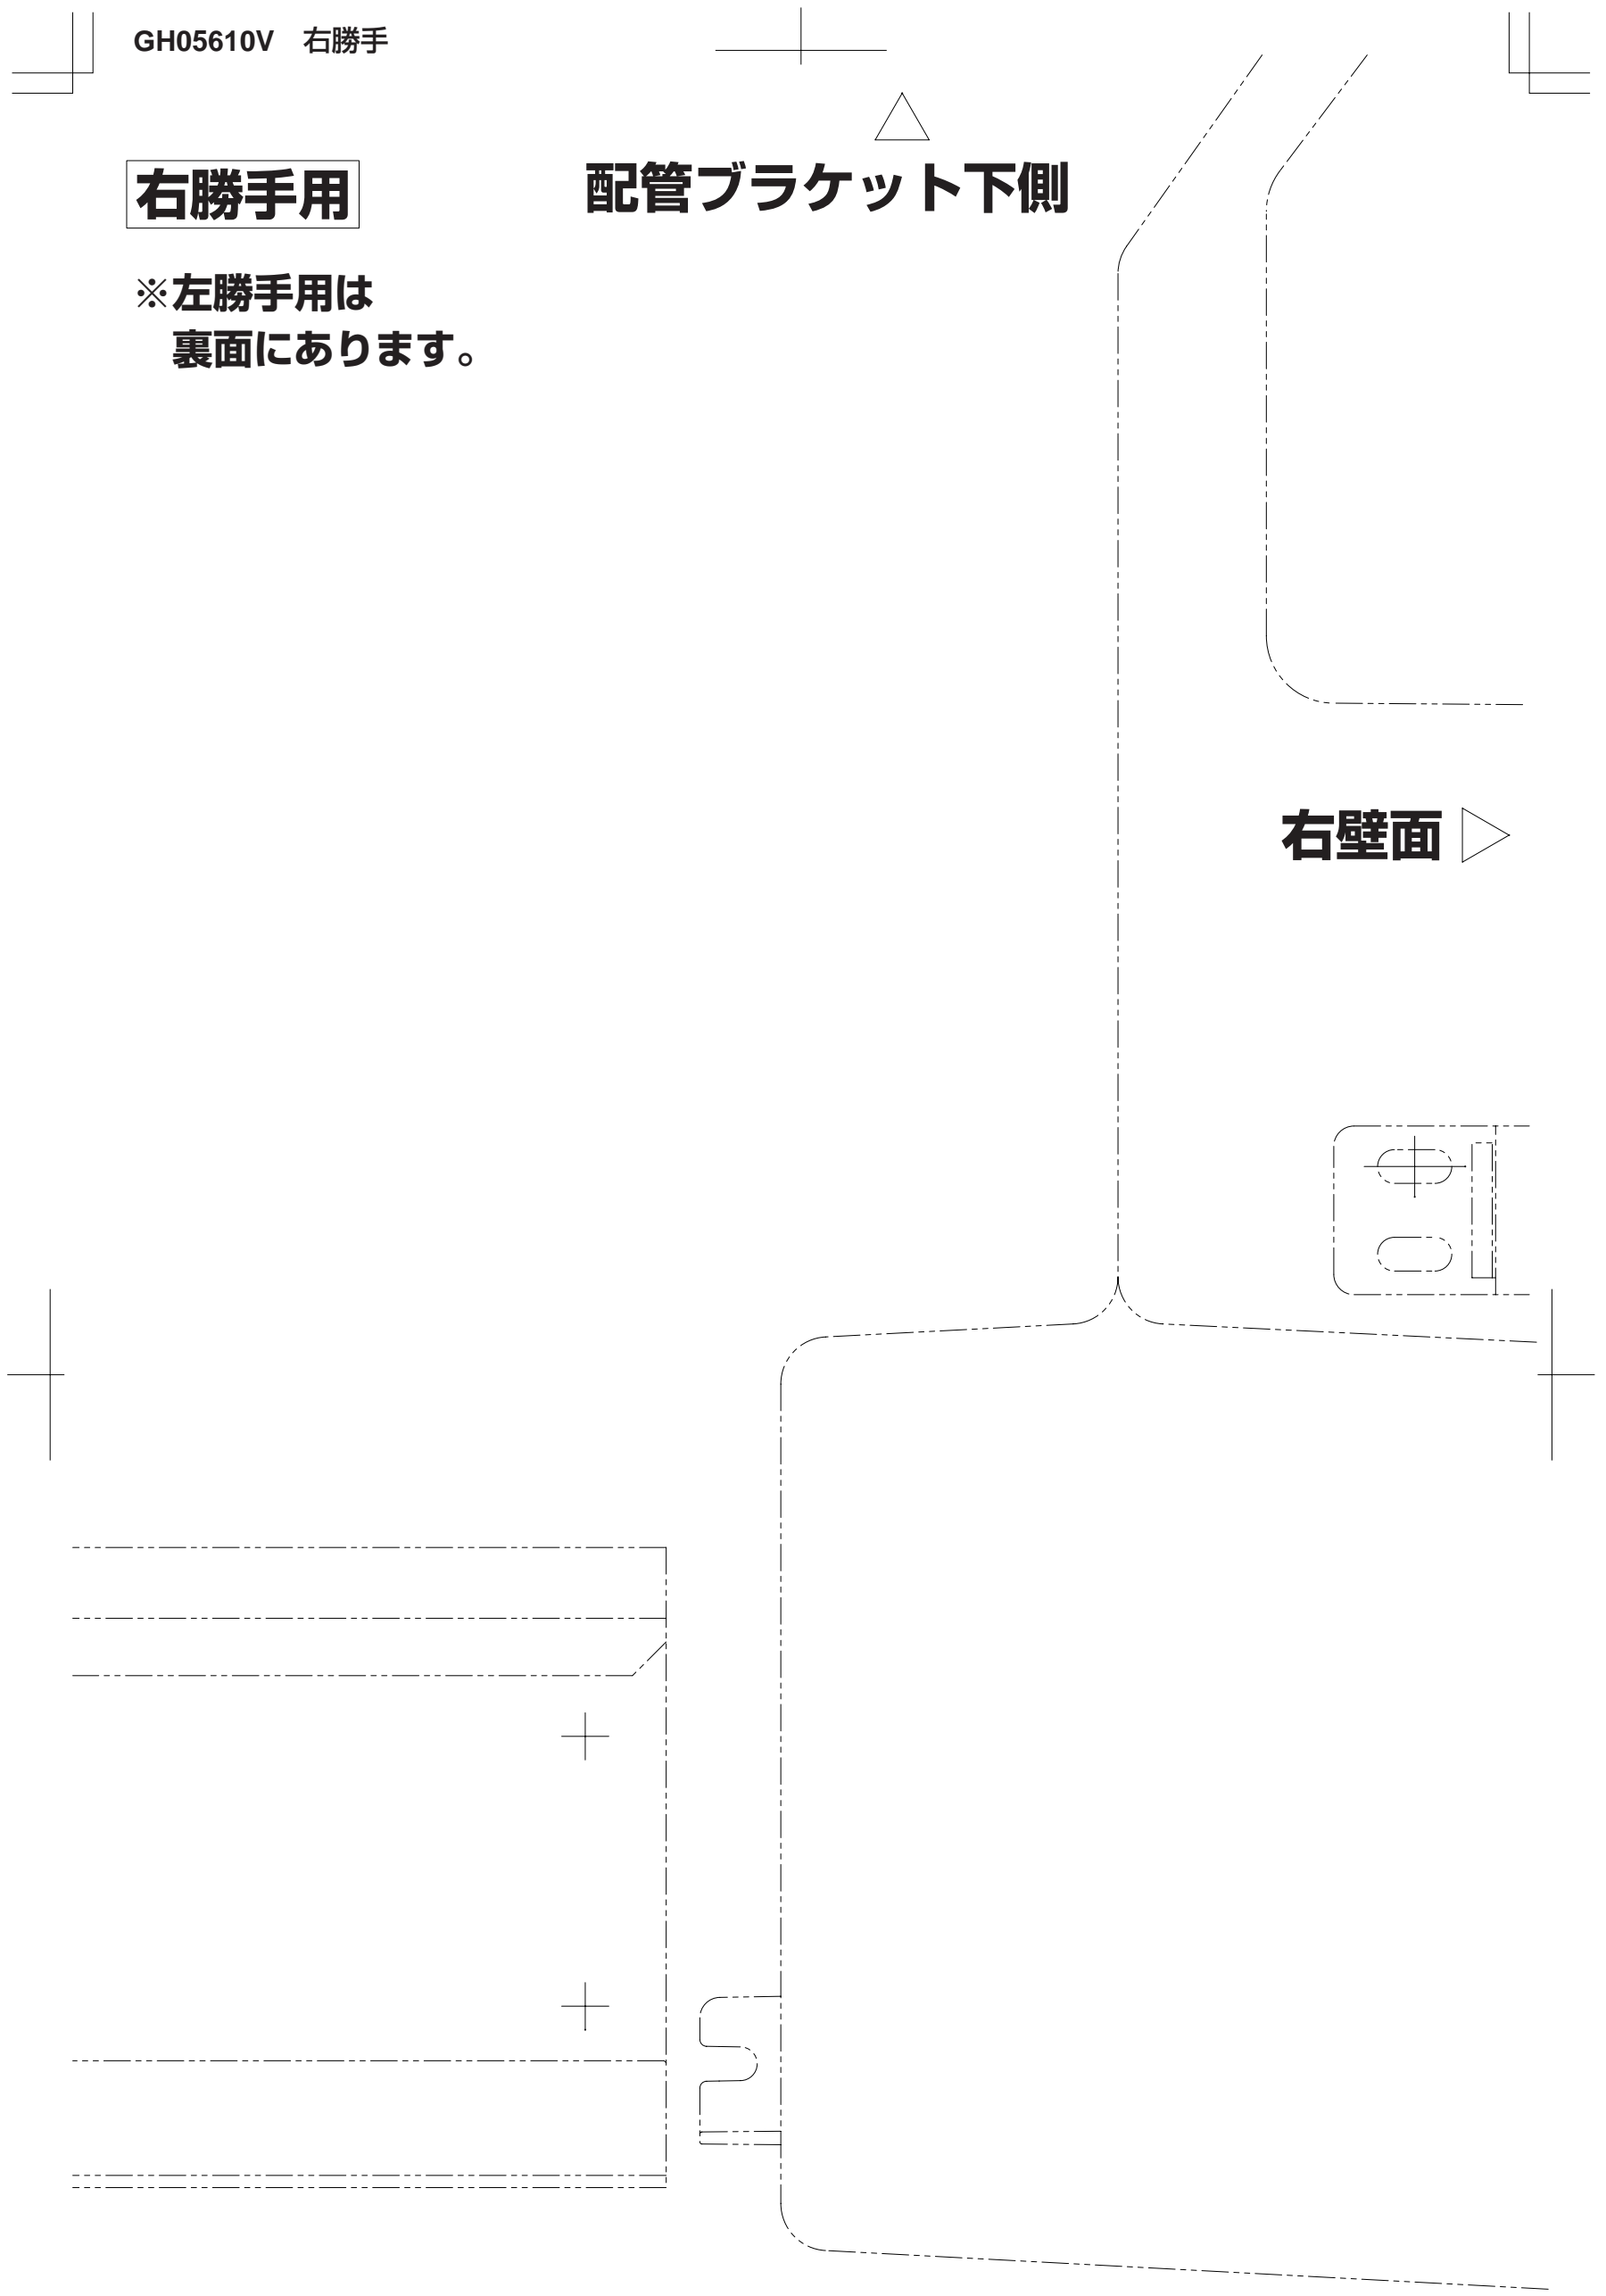 GH05610V　右勝手
右勝手用
配管ブラケット下側
※左勝手用は
裏面にあります。
右壁面